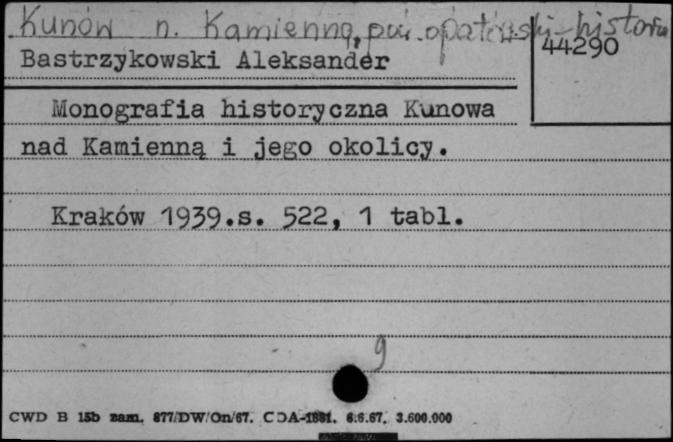 Kunów n. Kamienną, pow. opatowski - historia
44290
Bastrzykowski Aleksander
Monografia historyczna Kunowa
nad Kamienną i jego okolicy.
Kraków 1939.s. 522, 1 tabl.
9
CWD B 15b zam. 877/DW/On/67. CDA-1881. 6.6.67. 3.600.000